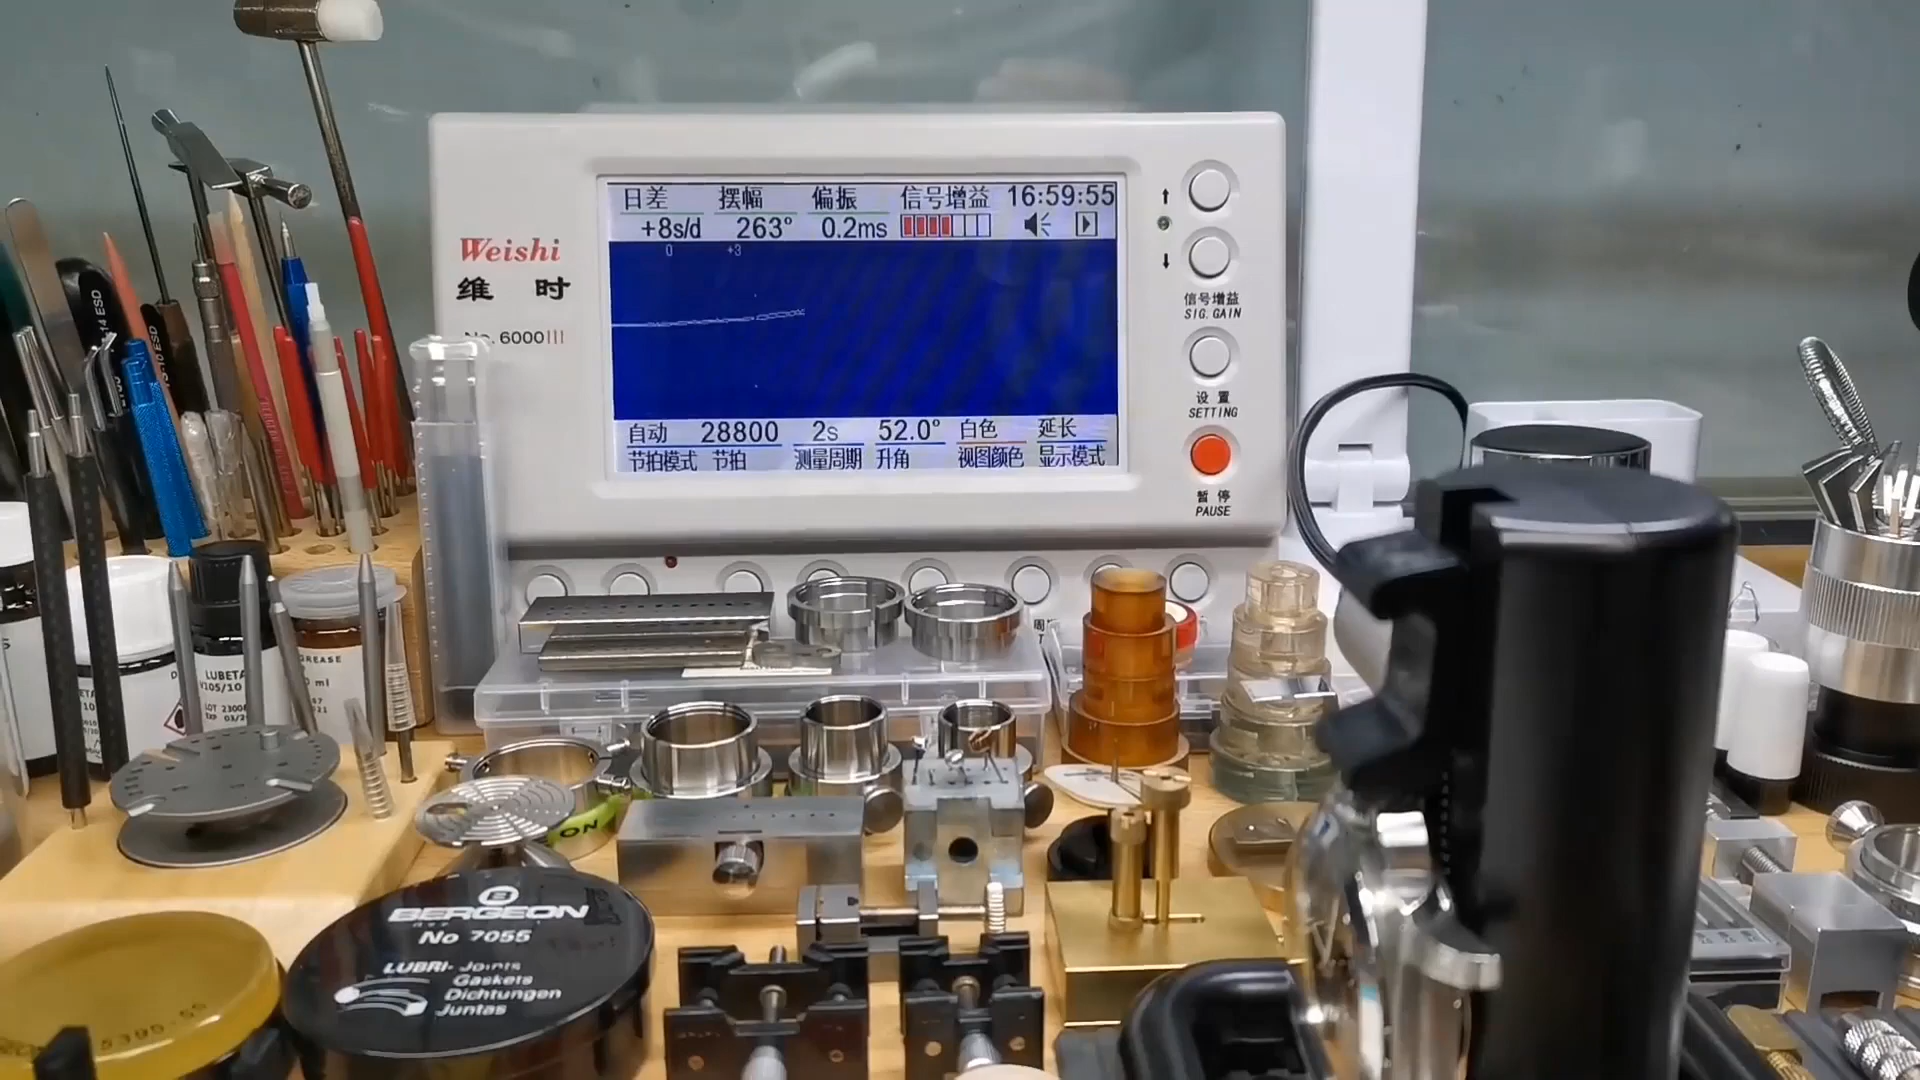 日差 摆幅 偏振 信号增益 16:59:55
+8s/d 263° 0.2ms
0 +3
Weishi
维 时
No. 6000III
自动 28800 2s 52.0° 白色 延长
节拍模式 节拍 测量周期 升角 视图颜色 显示模式
信号增益
SIG.GAIN
设置
SETTING
暂停
PAUSE
LUBETA
V105/10
GREASE
BERGEON
No 7055
LUBRI- Joints
Gaskets
Dichtungen
Juntas
ON